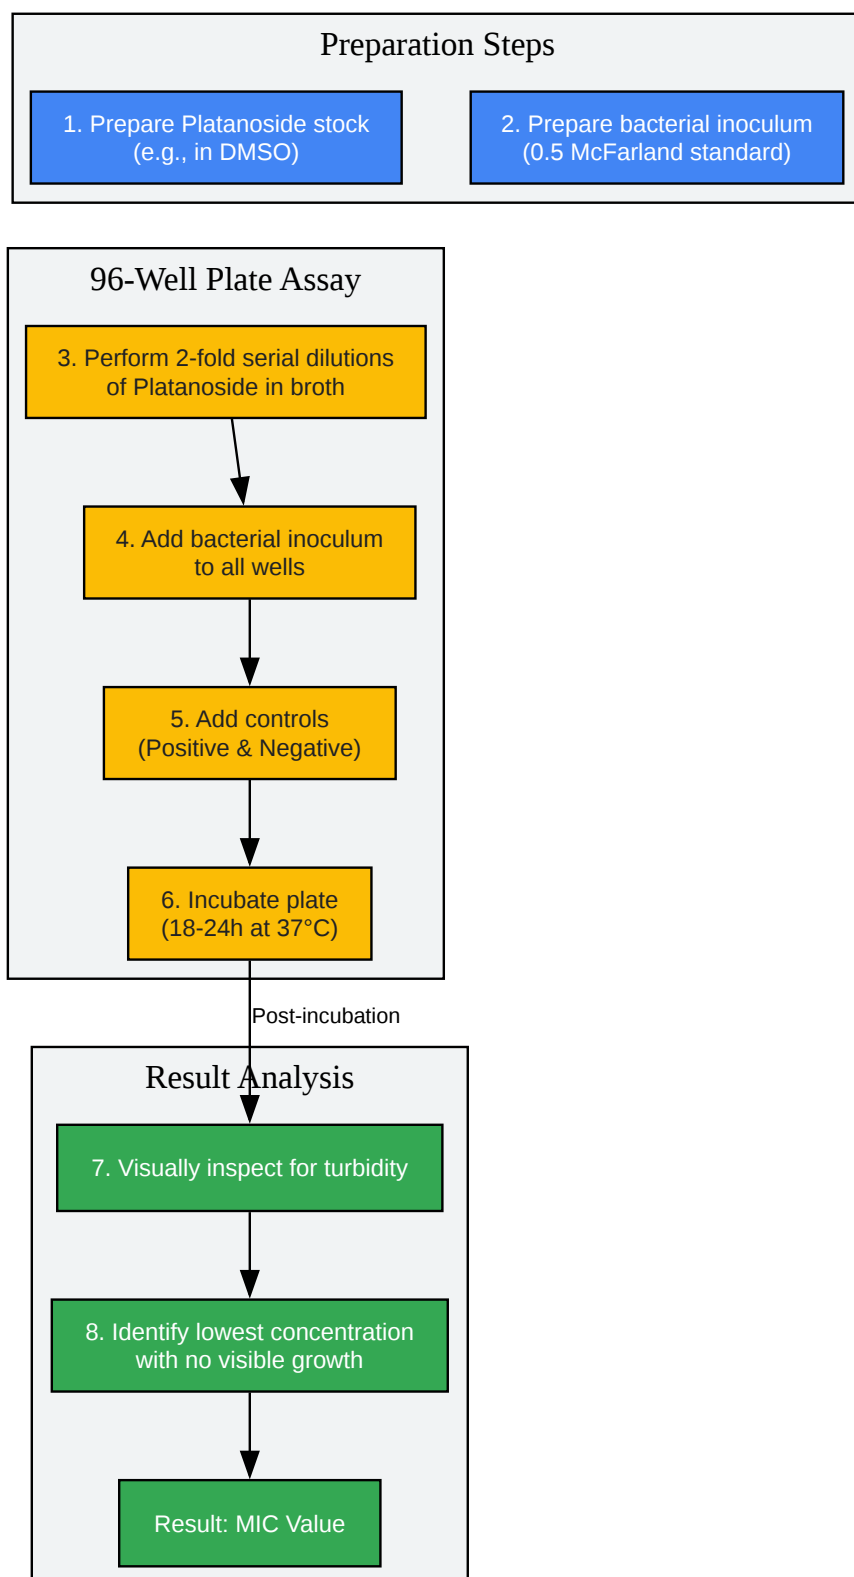 Preparation Steps
1. Prepare Platanoside stock
(e.g., in DMSO)
2. Prepare bacterial inoculum
(0.5 McFarland standard)
96-Well Plate Assay
3. Perform 2-fold serial dilutions
of Platanoside in broth
4. Add bacterial inoculum
to all wells
5. Add controls
(Positive & Negative)
6. Incubate plate
(18-24h at 37°C)
Post-incubation
Result Analysis
7. Visually inspect for turbidity
8. Identify lowest concentration
with no visible growth
Result: MIC Value